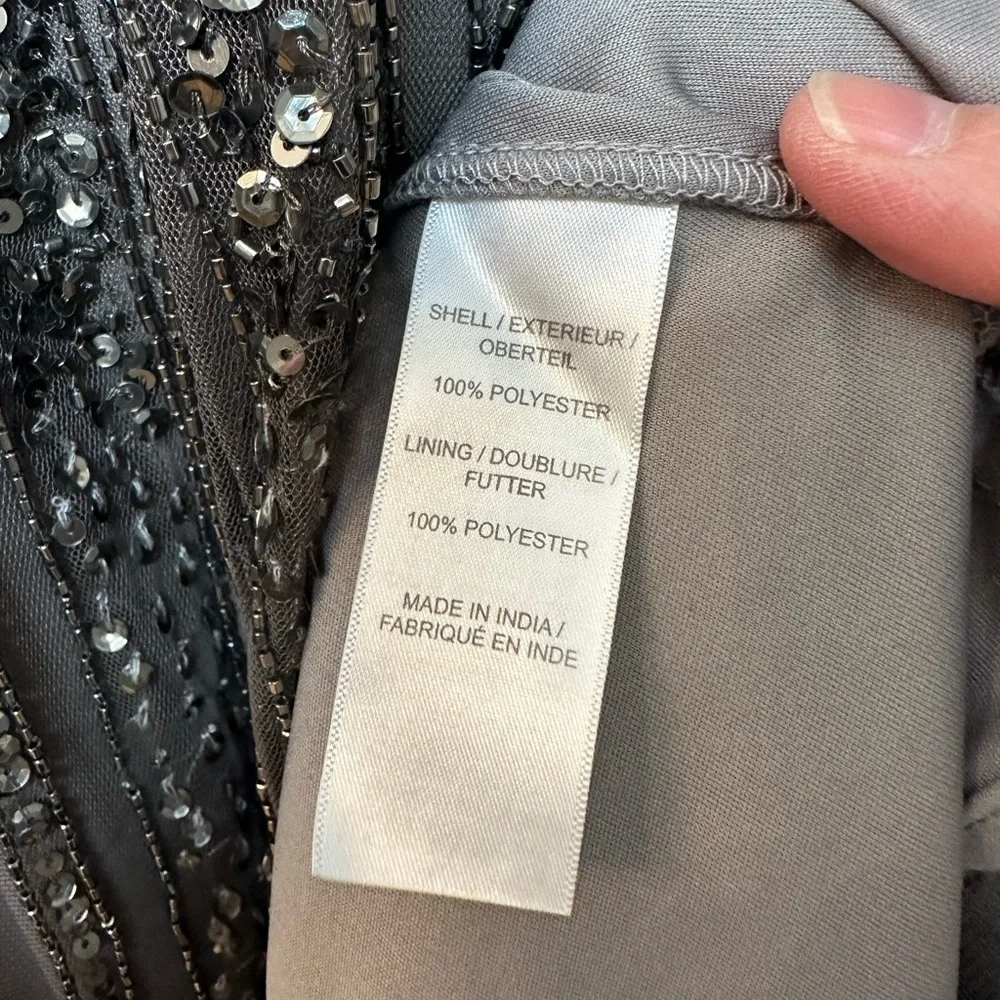 SHELL / EXTERIEUR /
OBERTEIL
100% POLYESTER
LINING / DOUBLURE /
FUTTER
100% POLYESTER
MADE IN INDIA /
FABRIQUÉ EN INDE